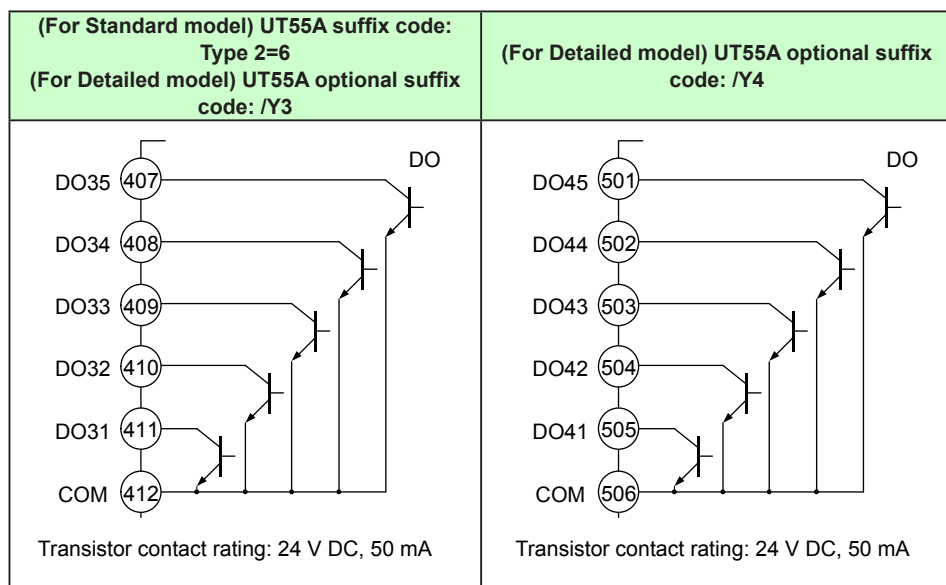 (For Standard model) UT55A suffix code:
Type 2=6
(For Detailed model) UT55A optional suffix
code: /Y3
(For Detailed model) UT55A optional suffix
code: /Y4
DO
DO35 407
DO34 408
DO33 409
DO32 410
DO31 411
COM 412
Transistor contact rating: 24 V DC, 50 mA
DO
DO45 501
DO44 502
DO43 503
DO42 504
DO41 505
COM 506
Transistor contact rating: 24 V DC, 50 mA